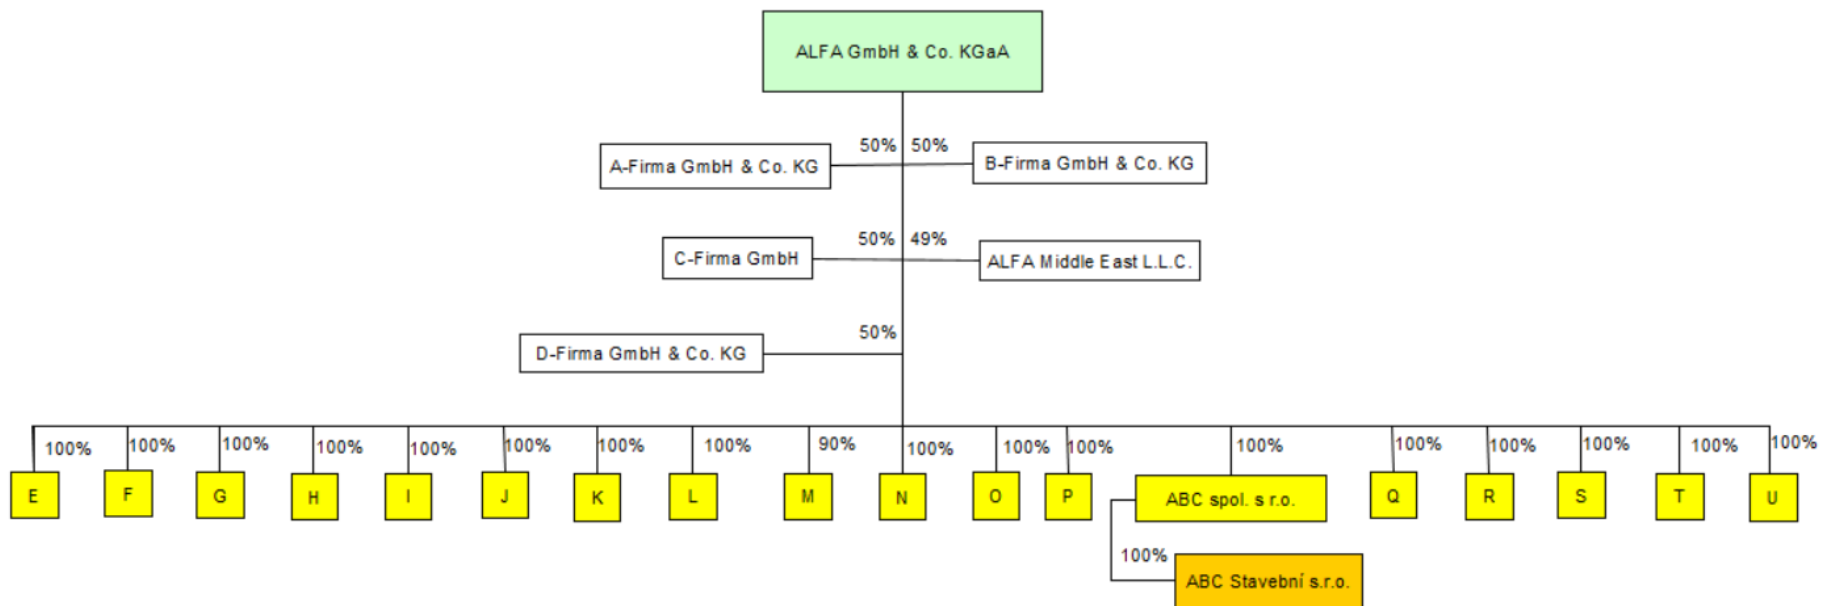 ALFA GmbH & Co. KGaA
50% 50%
A-Firma GmbH & Co. KG
B-Firma GmbH & Co. KG
50% 49%
C-Firma GmbH
ALFA Middle East L.L.C.
50%
D-Firma GmbH & Co. KG
100% 100% 100% 100% 100% 100% 100% 100% 90% 100% 100% 100% 100% 100% 100% 100% 100% 100%
E F G H I J K L M N O P ABC spol. s r.o. Q R S T U
100%
ABC Stavební s.r.o.